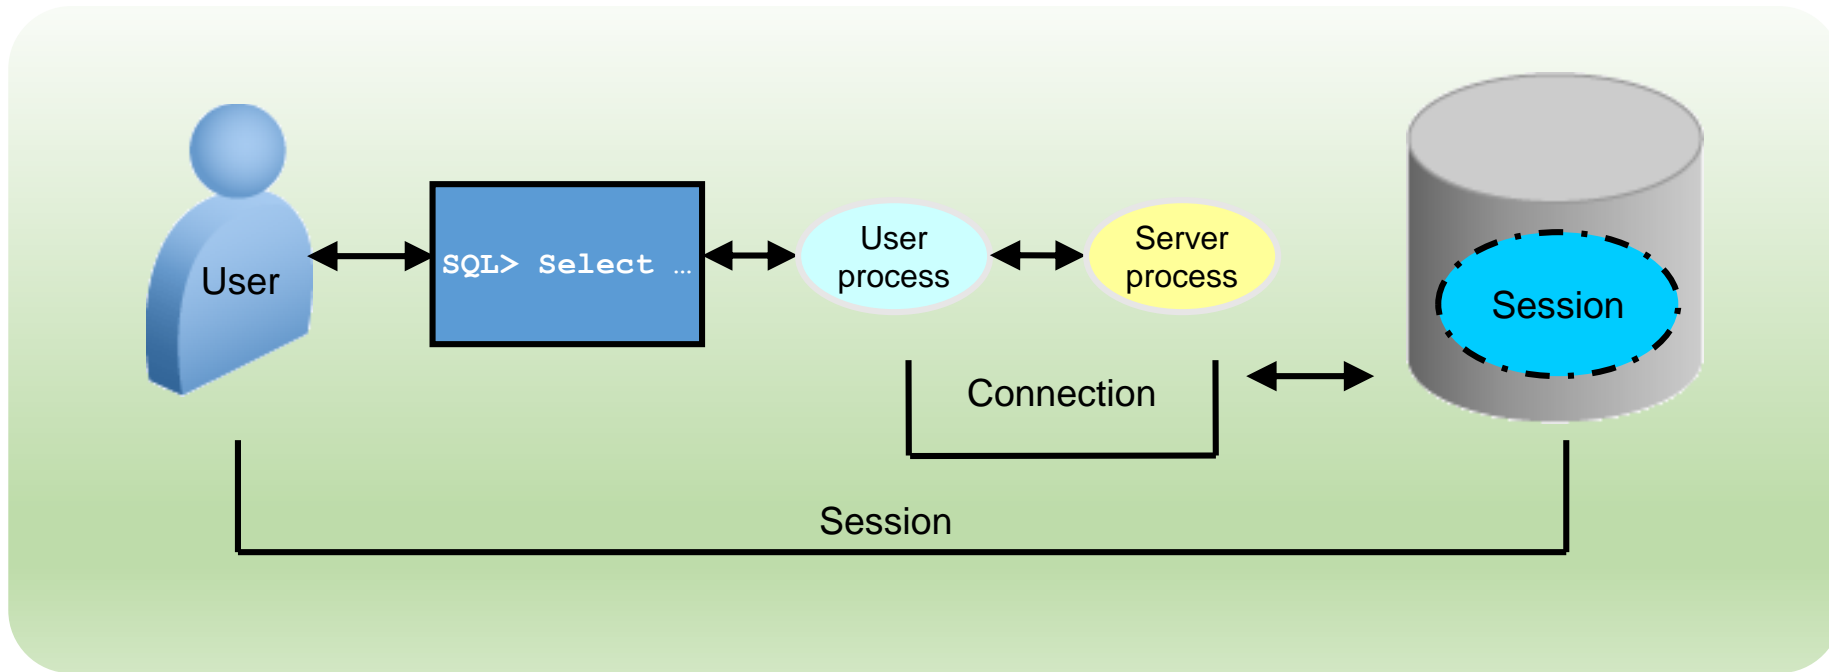 User
SQL> Select …
User
process
Server
process
Session
Connection
Session